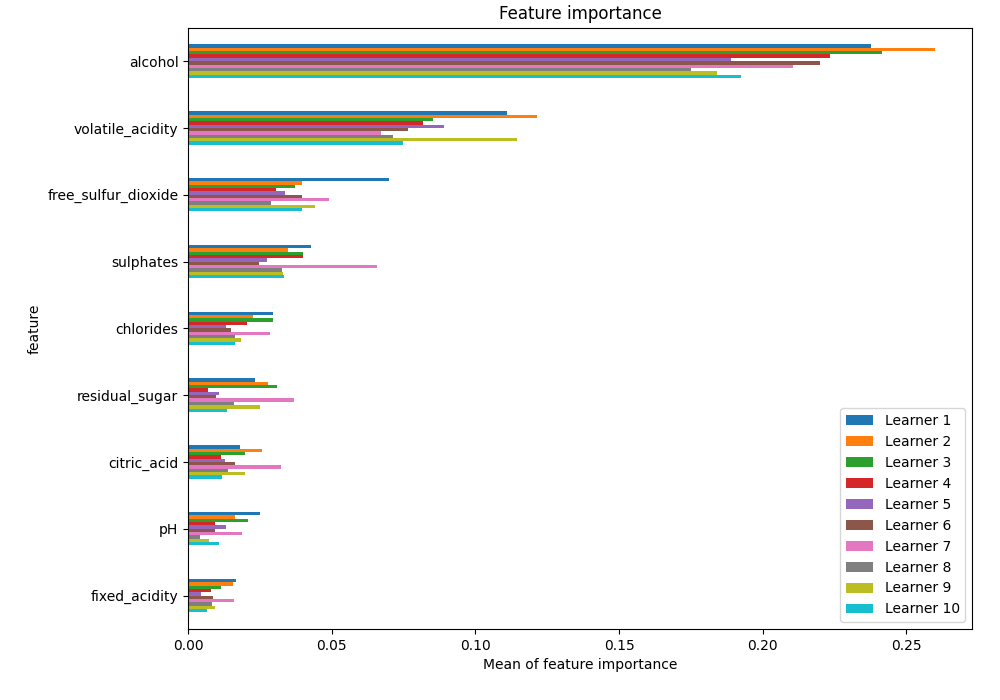 Feature importance
alcohol
volatile_acidity
free_sulfur_dioxide
sulphates
chlorides
residual_sugar
citric_acid
pH
fixed_acidity
feature
Learner 1
Learner 2
Learner 3
Learner 4
Learner 5
Learner 6
Learner 7
Learner 8
Learner 9
Learner 10
0.00 0.05 0.10 0.15 0.20 0.25
Mean of feature importance